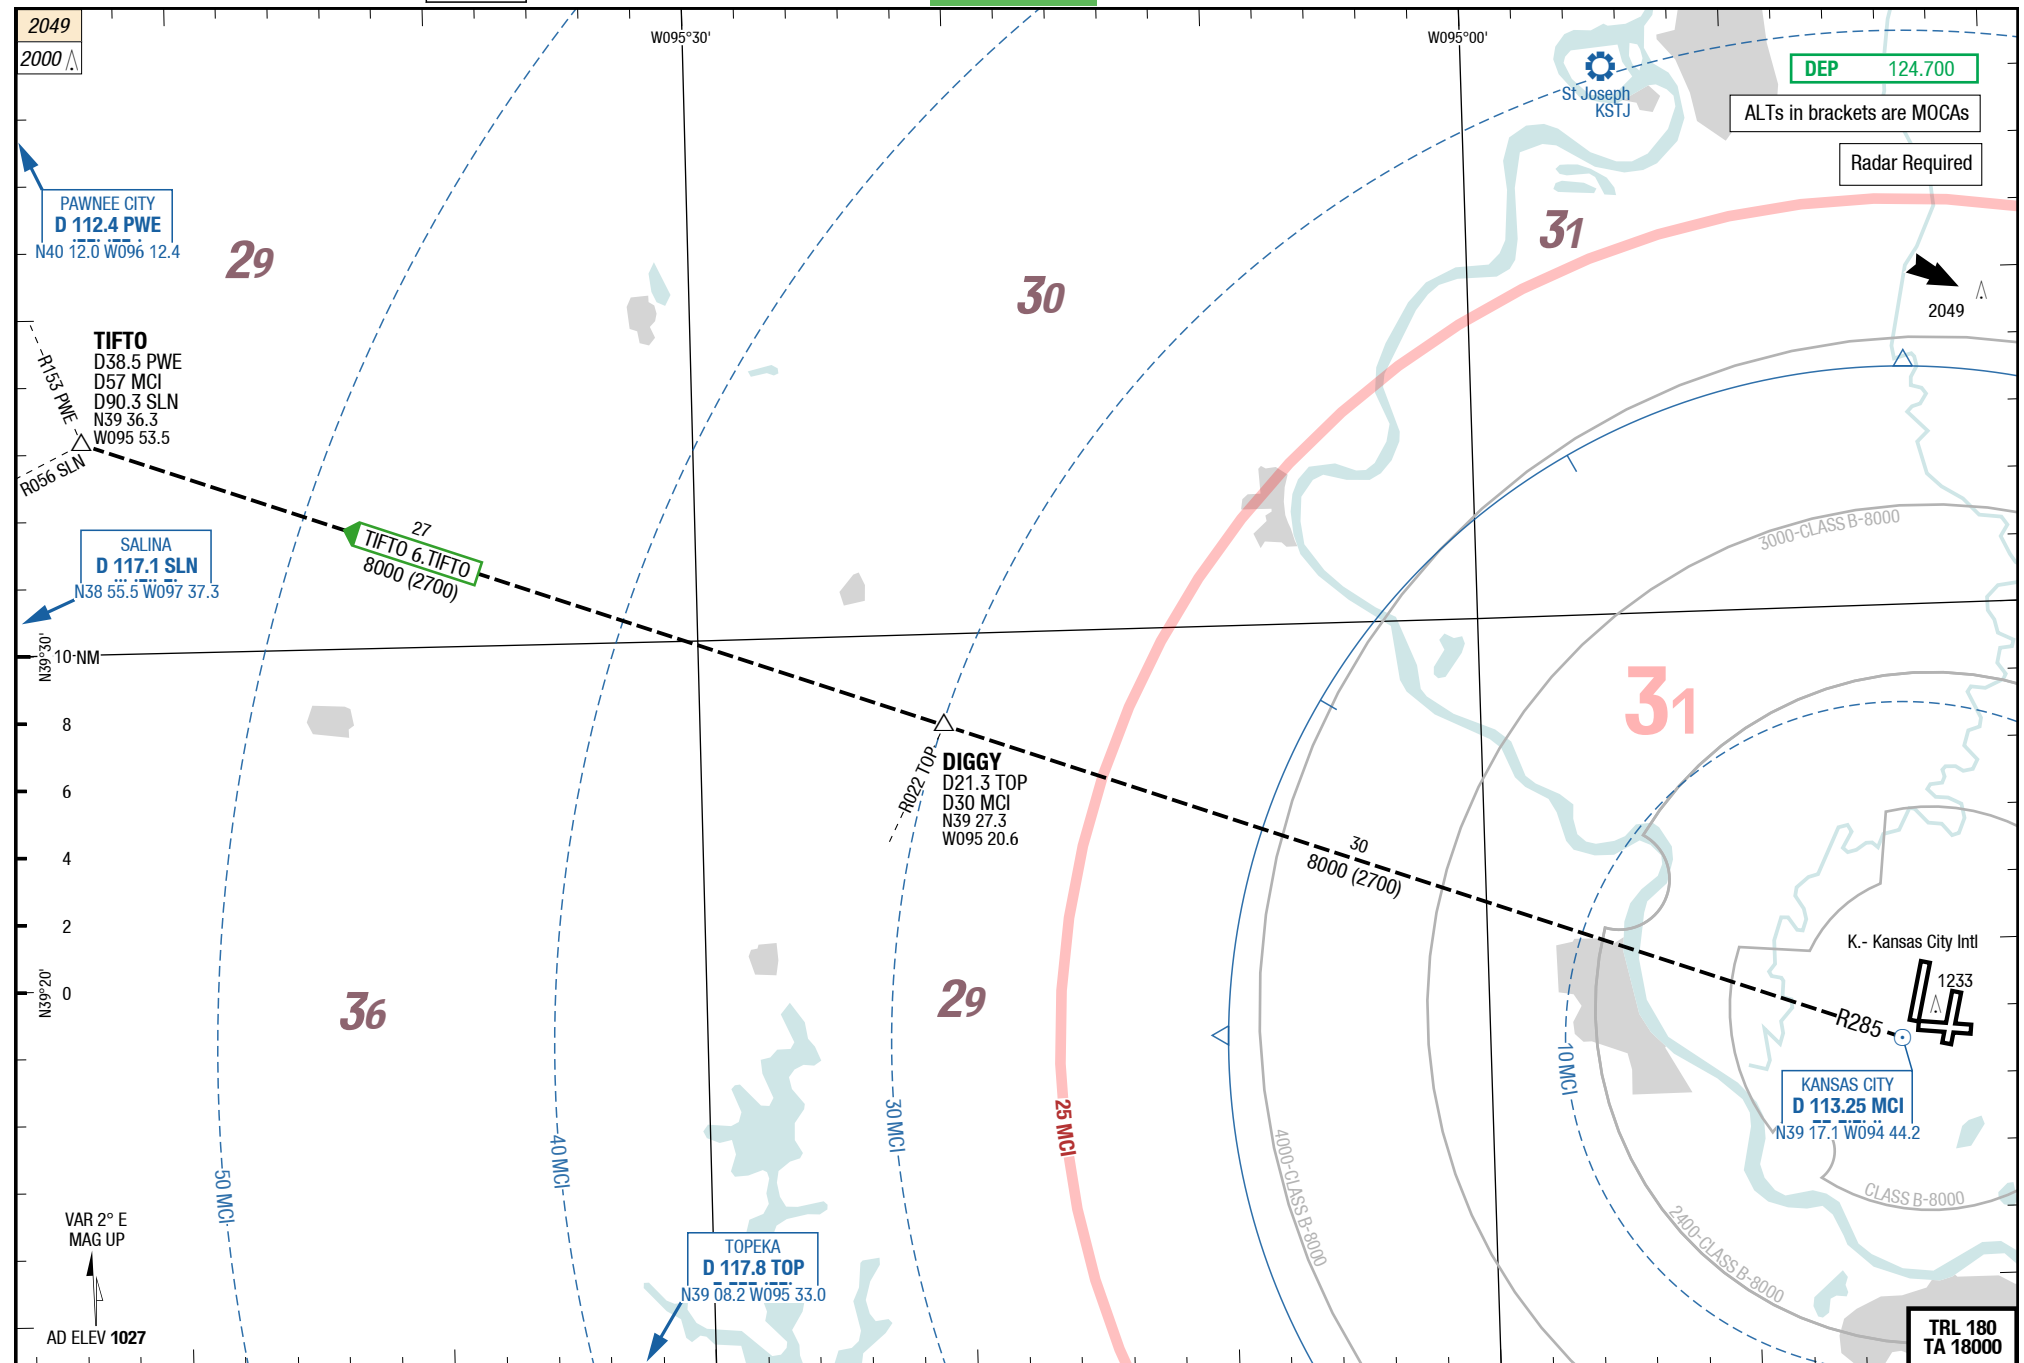 2049
2000
W095°30'
W095°00'
DEP 124.700
ALTs in brackets are MOCAs
Radar Required
St Joseph
KSTJ
PAWNEE CITY
D 112.4 PWE
N40 12.0 W096 12.4
29
30
31
2049
R153 PWE
TIFTO
D38.5 PWE
D57 MCI
D90.3 SLN
N39 36.3
W095 53.5
R056 SLN
SALINA
D 117.1 SLN
N38 55.5 W097 37.3
27
TIFTO 6.TIFTO
8000 (2700)
3000-CLASS B-8000
N39°30'
10 NM
8
6
4
2
0
N39°20'
31
R022 TOP
DIGGY
D21.3 TOP
D30 MCI
N39 27.3
W095 20.6
30
8000 (2700)
K.- Kansas City Intl
1233
R285
36
29
KANSAS CITY
D 113.25 MCI
N39 17.1 W094 44.2
50 MCI
40 MCI
30 MCI
25 MCI
10 MCI
4000-CLASS B-8000
2400-CLASS B-8000
CLASS B-8000
VAR 2° E
MAG UP
AD ELEV 1027
TOPEKA
D 117.8 TOP
N39 08.2 W095 33.0
TRL 180
TA 18000